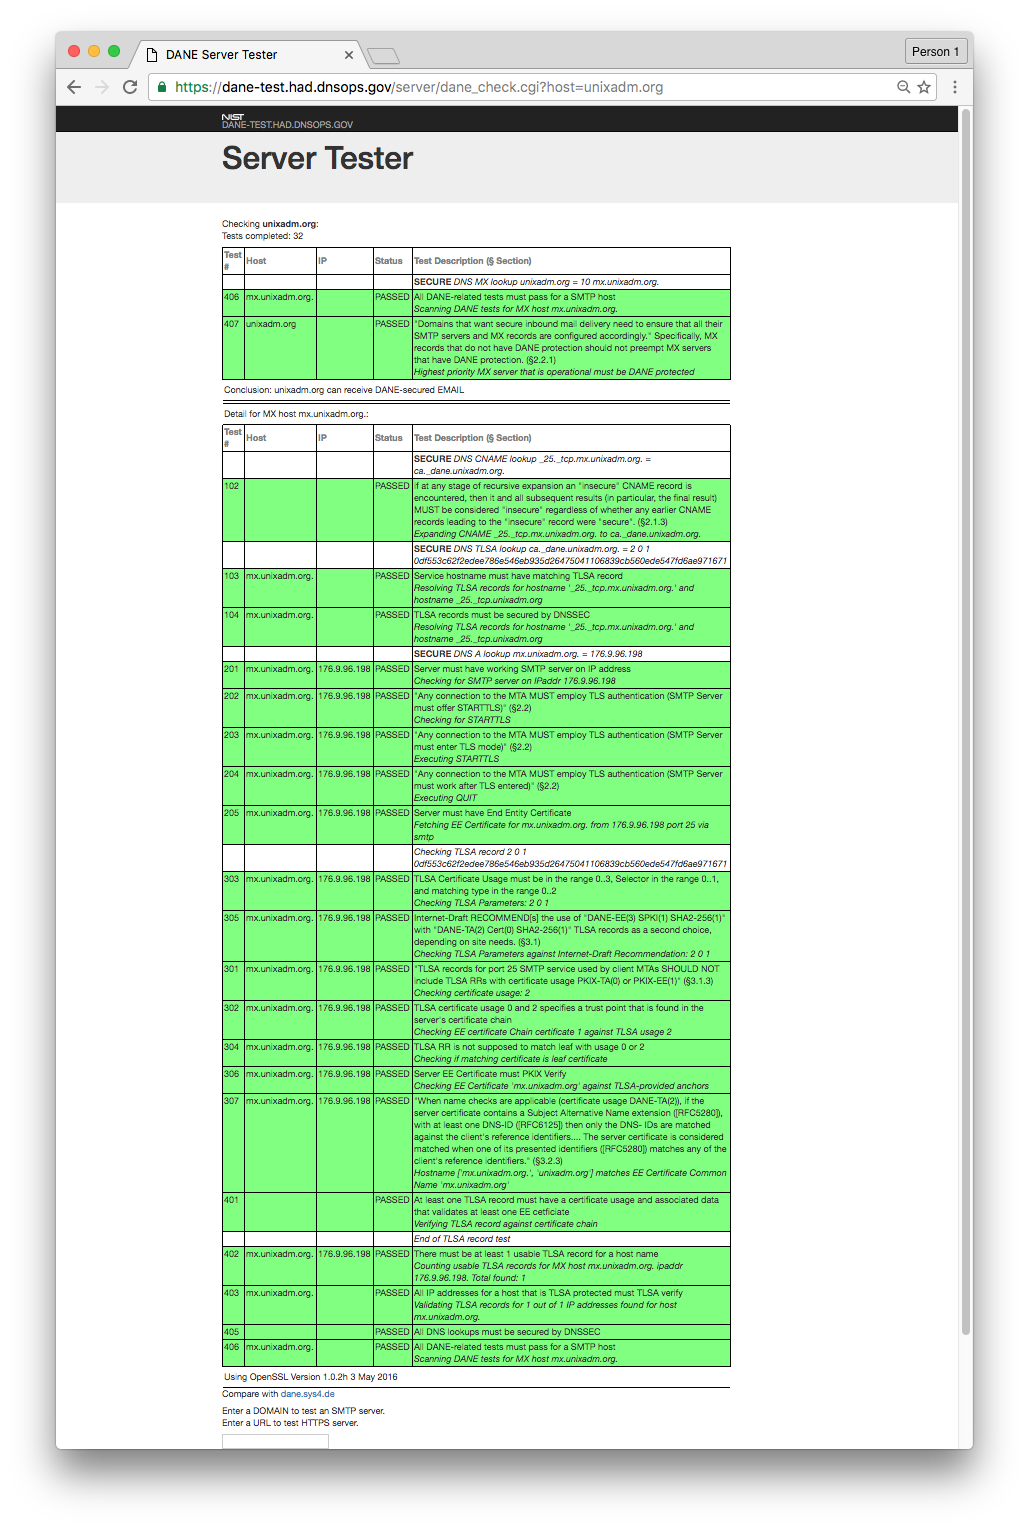 DANE Server Tester
Person 1
https://dane-test.had.dnsops.gov/server/dane_check.cgi?host=unixadm.org
NIST
DANE-TEST.HAD.DNSOPS.GOV
Server Tester
Checking unixadm.org:
Tests completed: 32
Test # Host IP Status Test Description (§ Section)
SECURE DNS MX lookup unixadm.org = 10 mx.unixadm.org.
406 mx.unixadm.org. PASSED All DANE-related tests must pass for a SMTP host
Scanning DANE tests for MX host mx.unixadm.org.
407 unixadm.org PASSED "Domains that want secure inbound mail delivery need to ensure that all their
SMTP servers and MX records are configured accordingly." Specifically, MX
records that do not have DANE protection should not preempt MX servers
that have DANE protection. (§2.2.1)
Highest priority MX server that is operational must be DANE protected
Conclusion: unixadm.org can receive DANE-secured EMAIL
Detail for MX host mx.unixadm.org.:
Test # Host IP Status Test Description (§ Section)
SECURE DNS CNAME lookup _25._tcp.mx.unixadm.org. =
ca._dane.unixadm.org.
102 PASSED if at any stage of recursive expansion an "insecure" CNAME record is
encountered, then it and all subsequent results (in particular, the final result)
MUST be considered "insecure" regardless of whether any earlier CNAME
records leading to the "insecure" record were "secure". (§2.1.3)
Expanding CNAME _25._tcp.mx.unixadm.org. to ca._dane.unixadm.org.
SECURE DNS TLSA lookup ca._dane.unixadm.org. = 2 0 1
0df553c62f2edee786e546eb935d26475041106839cb560ede547fd6ae971671
103 mx.unixadm.org. PASSED Service hostname must have matching TLSA record
Resolving TLSA records for hostname '_25._tcp.mx.unixadm.org.' and
hostname _25._tcp.unixadm.org
104 mx.unixadm.org. PASSED TLSA records must be secured by DNSSEC
Resolving TLSA records for hostname '_25._tcp.mx.unixadm.org.' and
hostname _25._tcp.unixadm.org
SECURE DNS A lookup mx.unixadm.org. = 176.9.96.198
201 mx.unixadm.org. 176.9.96.198 PASSED Server must have working SMTP server on IP address
Checking for SMTP server on IPaddr 176.9.96.198
202 mx.unixadm.org. 176.9.96.198 PASSED "Any connection to the MTA MUST employ TLS authentication (SMTP Server
must offer STARTTLS)" (§2.2)
Checking for STARTTLS
203 mx.unixadm.org. 176.9.96.198 PASSED "Any connection to the MTA MUST employ TLS authentication (SMTP Server
must enter TLS mode)" (§2.2)
Executing STARTTLS
204 mx.unixadm.org. 176.9.96.198 PASSED "Any connection to the MTA MUST employ TLS authentication (SMTP Server
must work after TLS entered)" (§2.2)
Executing QUIT
205 mx.unixadm.org. 176.9.96.198 PASSED Server must have End Entity Certificate
Fetching EE Certificate for mx.unixadm.org. from 176.9.96.198 port 25 via
smtp
Checking TLSA record 2 0 1
0df553c62f2edee786e546eb935d26475041106839cb560ede547fd6ae971671
303 mx.unixadm.org. 176.9.96.198 PASSED TLSA Certificate Usage must be in the range 0..3, Selector in the range 0..1,
and matching type in the range 0..2
Checking TLSA Parameters: 2 0 1
305 mx.unixadm.org. 176.9.96.198 PASSED Internet-Draft RECOMMEND[s] the use of "DANE-EE(3) SPKI(1) SHA2-256(1)"
with "DANE-TA(2) Cert(0) SHA2-256(1)" TLSA records as a second choice,
depending on site needs. (§3.1)
Checking TLSA Parameters against Internet-Draft Recommendation: 2 0 1
301 mx.unixadm.org. 176.9.96.198 PASSED "TLSA records for port 25 SMTP service used by client MTAs SHOULD NOT
include TLSA RRs with certificate usage PKIX-TA(0) or PKIX-EE(1)" (§3.1.3)
Checking certificate usage: 2
302 mx.unixadm.org. 176.9.96.198 PASSED TLSA certificate usage 0 and 2 specifies a trust point that is found in the
server's certificate chain
Checking EE certificate Chain certificate 1 against TLSA usage 2
304 mx.unixadm.org. 176.9.96.198 PASSED TLSA RR is not supposed to match leaf with usage 0 or 2
Checking if matching certificate is leaf certificate
306 mx.unixadm.org. 176.9.96.198 PASSED Server EE Certificate must PKIX Verify
Checking EE Certificate 'mx.unixadm.org' against TLSA-provided anchors
307 mx.unixadm.org. 176.9.96.198 PASSED "When name checks are applicable (certificate usage DANE-TA(2)), if the
server certificate contains a Subject Alternative Name extension ([RFC5280]),
with at least one DNS-ID ([RFC6125]) then only the DNS- IDs are matched
against the client's reference identifiers.... The server certificate is considered
matched when one of its presented identifiers ([RFC5280]) matches any of the
client's reference identifiers." (§3.2.3)
Hostname ['mx.unixadm.org.', 'unixadm.org'] matches EE Certificate Common
Name 'mx.unixadm.org'
401 PASSED At least one TLSA record must have a certificate usage and associated data
that validates at least one EE cetficiate
Verifying TLSA record against certificate chain
End of TLSA record test
402 mx.unixadm.org. 176.9.96.198 PASSED There must be at least 1 usable TLSA record for a host name
Counting usable TLSA records for MX host mx.unixadm.org. ipaddr
176.9.96.198. Total found: 1
403 mx.unixadm.org. PASSED All IP addresses for a host that is TLSA protected must TLSA verify
Validating TLSA records for 1 out of 1 IP addresses found for host
mx.unixadm.org.
405 PASSED All DNS lookups must be secured by DNSSEC
406 mx.unixadm.org. PASSED All DANE-related tests must pass for a SMTP host
Scanning DANE tests for MX host mx.unixadm.org.
Using OpenSSL Version 1.0.2h 3 May 2016
Compare with dane.sys4.de
Enter a DOMAIN to test an SMTP server.
Enter a URL to test HTTPS server.